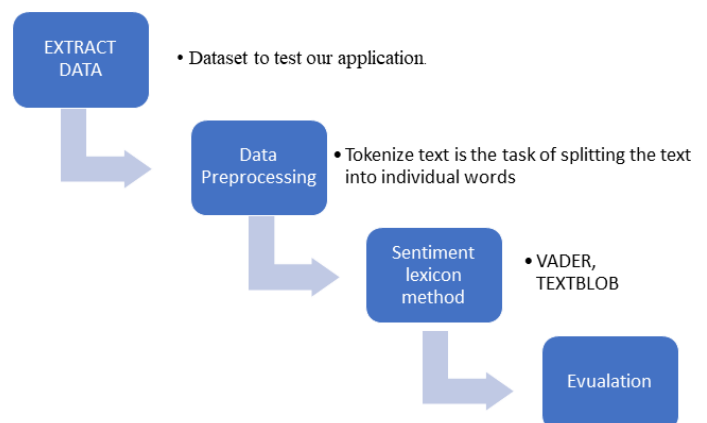 EXTRACT
DATA
• Dataset to test our application.
Data
Preprocessing
• Tokenize text is the task of splitting the text
into individual words
Sentiment
lexicon
method
• VADER,
TEXTBLOB
Evualation